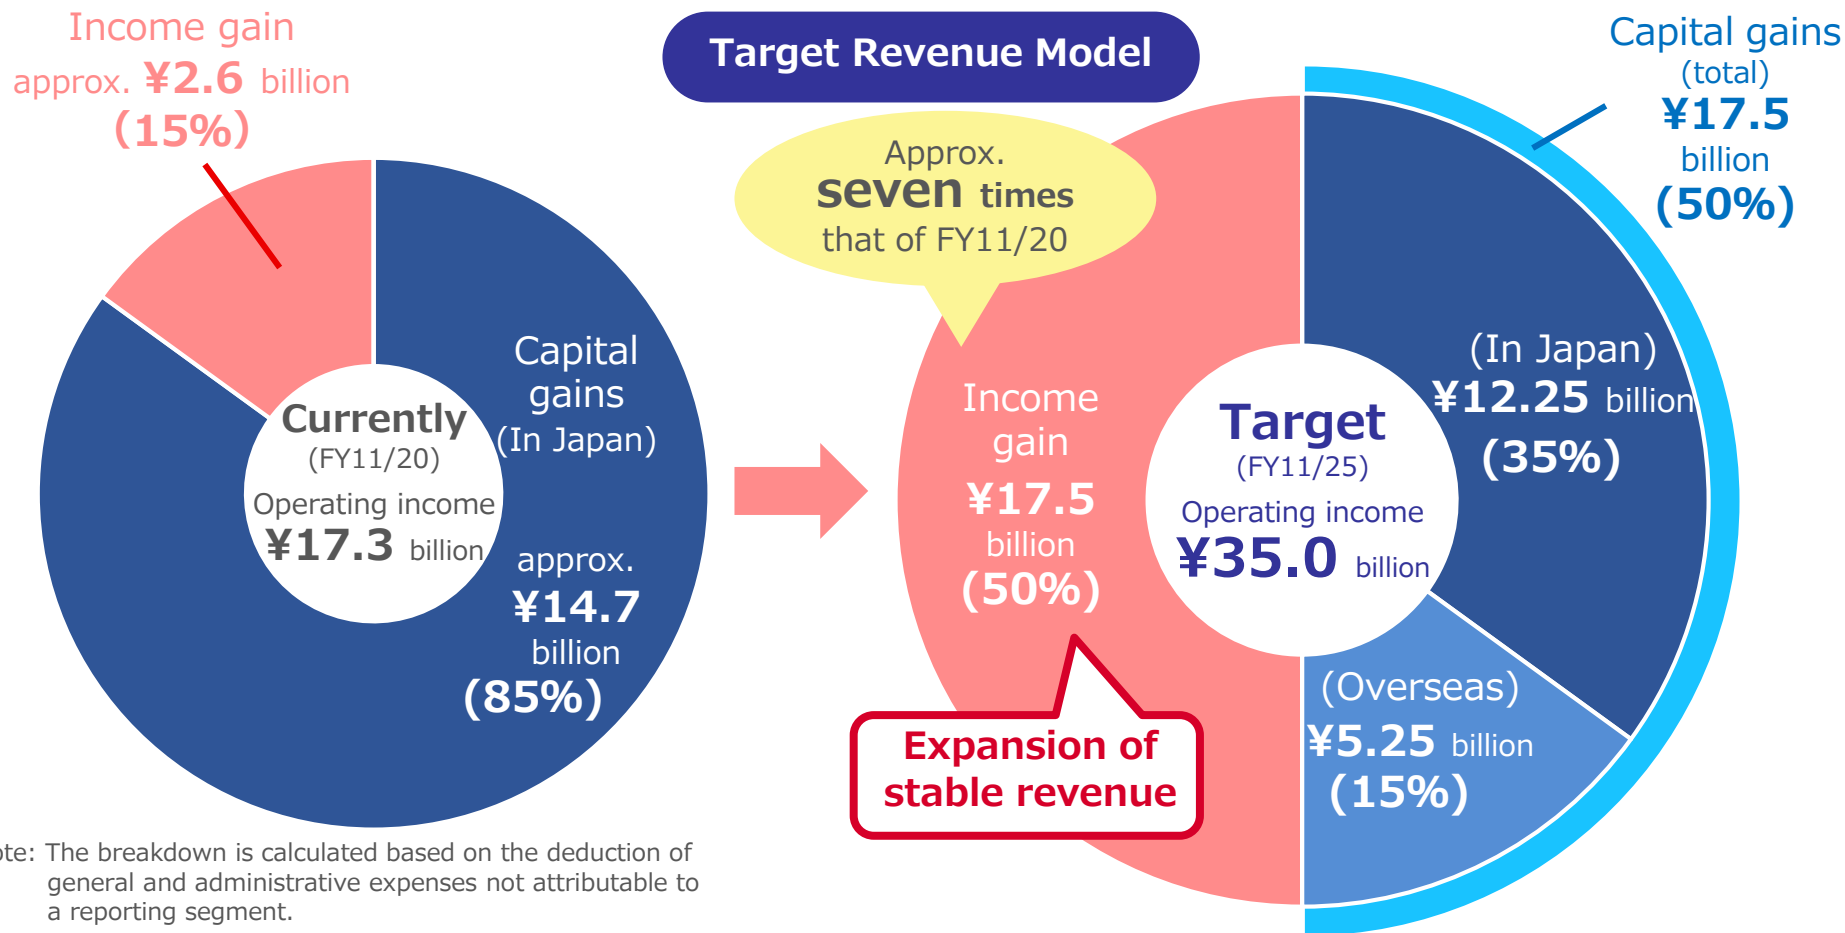 Target Revenue Model
Income gain
approx. ¥2.6 billion
(15%)
Capital
gains
(In Japan)
approx.
¥14.7
billion
(85%)
Currently
(FY11/20)
Operating income
¥17.3 billion
Approx.
seven times
that of FY11/20
Income
gain
¥17.5
billion
(50%)
Target
(FY11/25)
Operating income
¥35.0 billion
Capital gains
(total)
¥17.5
billion
(50%)
(In Japan)
¥12.25 billion
(35%)
(Overseas)
¥5.25 billion
(15%)
Expansion of
stable revenue
ote: The breakdown is calculated based on the deduction of
general and administrative expenses not attributable to
a reporting segment.